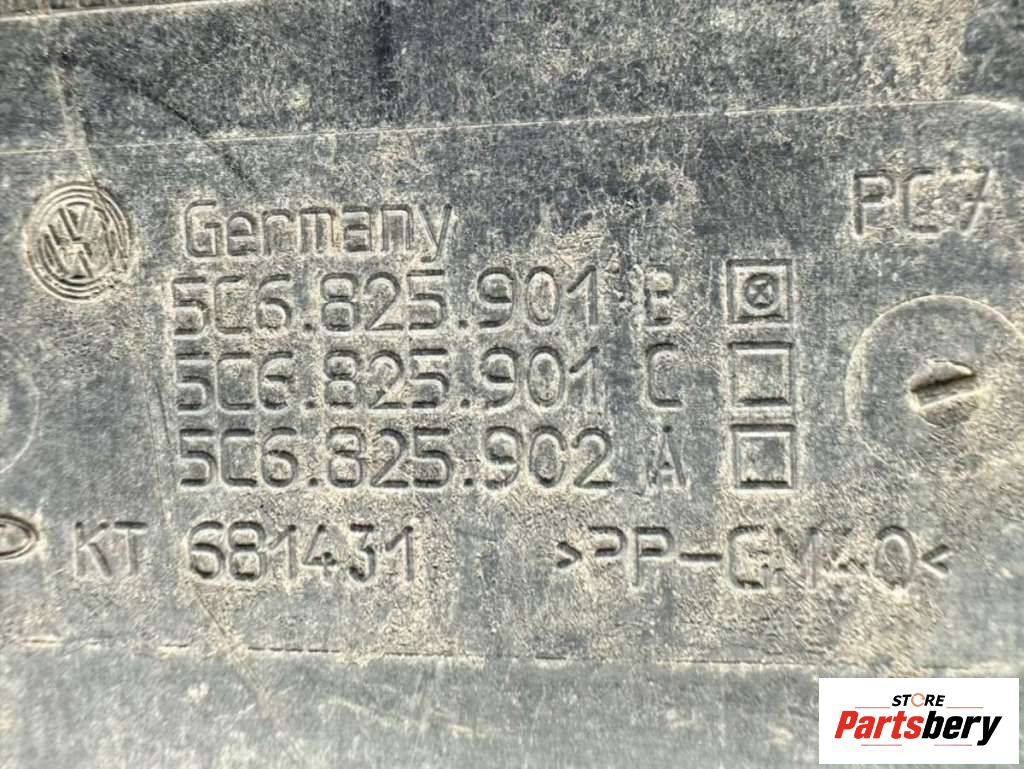 Germany
PC7
5C6.825.901 B
5C6.825.901 C
5C6.825.902 A
KT 681431 >PP-GM40<
STORE
Partsbery